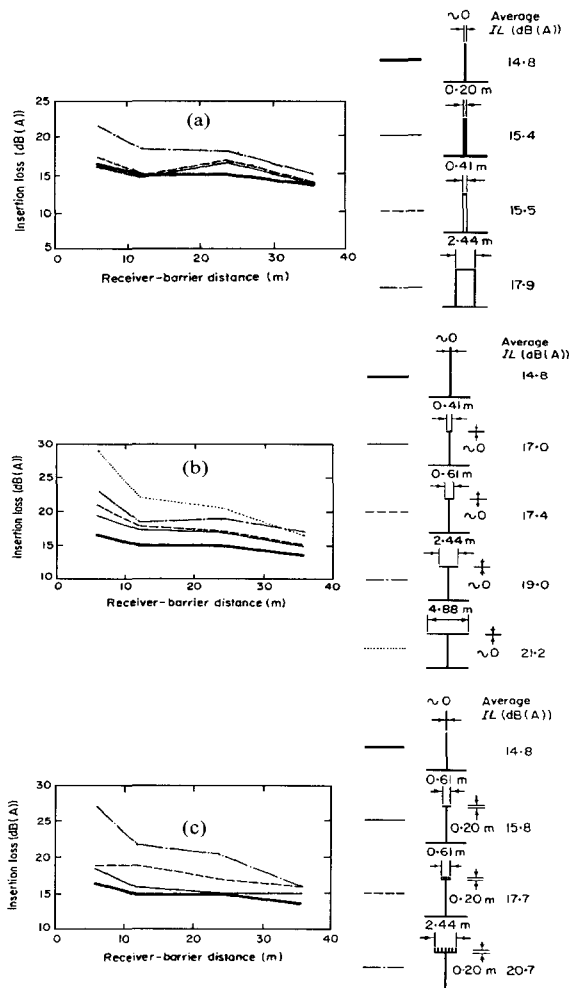 ~0 Average
IL (dB(A))
14·8
0·20 m
15·4
0·41 m
15·5
2·44 m
17·9
Insertion loss (dB(A))
25
20
15
10
5
0 10 20 30 40
(a)
Receiver-barrier distance (m)
~0 Average
IL (dB(A))
14·8
0·41 m
~0 17·0
0·61 m
~0 17·4
2·44 m
~0 19·0
4·88 m
~0 21·2
Insertion loss (dB(A))
30
25
20
15
10
0 10 20 30 40
(b)
Receiver-barrier distance (m)
~0 Average
IL (dB(A))
14·8
0·61 m
0·20 m 15·8
0·61 m
0·20 m 17·7
2·44 m
0·20 m 20·7
Insertion loss (dB(A))
30
25
20
15
10
0 10 20 30 40
(c)
Receiver-barrier distance (m)